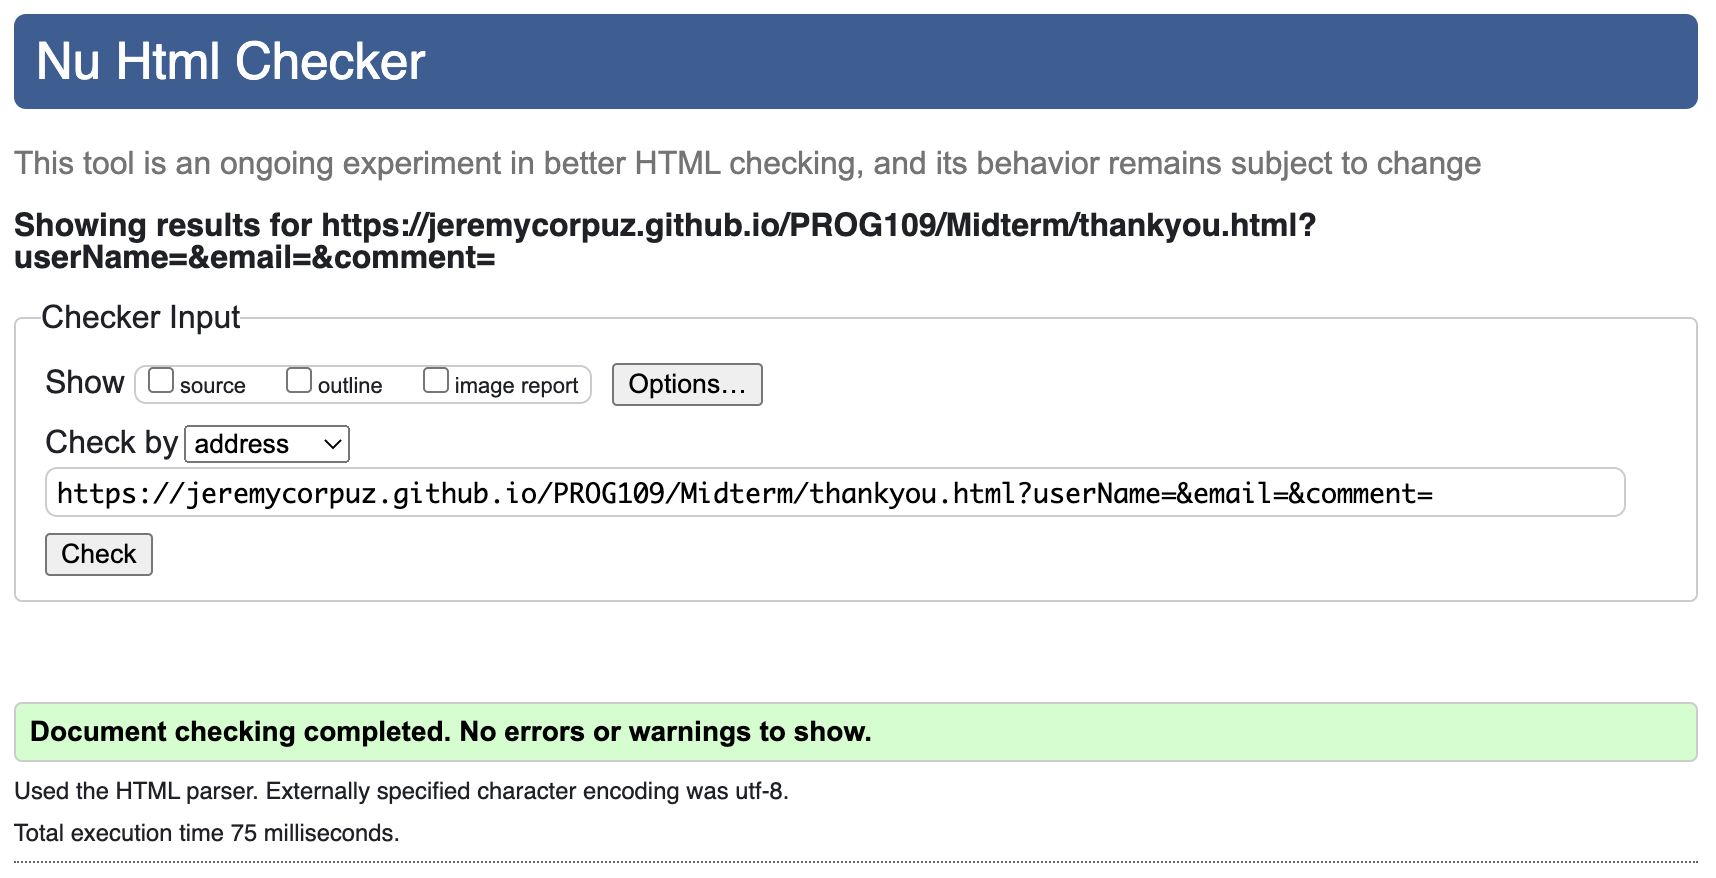 Nu Html Checker
This tool is an ongoing experiment in better HTML checking, and its behavior remains subject to change
Showing results for https://jeremycorpuz.github.io/PROG109/Midterm/thankyou.html?
userName=&email=&comment=
Checker Input
Show source outline image report Options...
Check by address
https://jeremycorpuz.github.io/PROG109/Midterm/thankyou.html?userName=&email=&comment=
Check
Document checking completed. No errors or warnings to show.
Used the HTML parser. Externally specified character encoding was utf-8.
Total execution time 75 milliseconds.